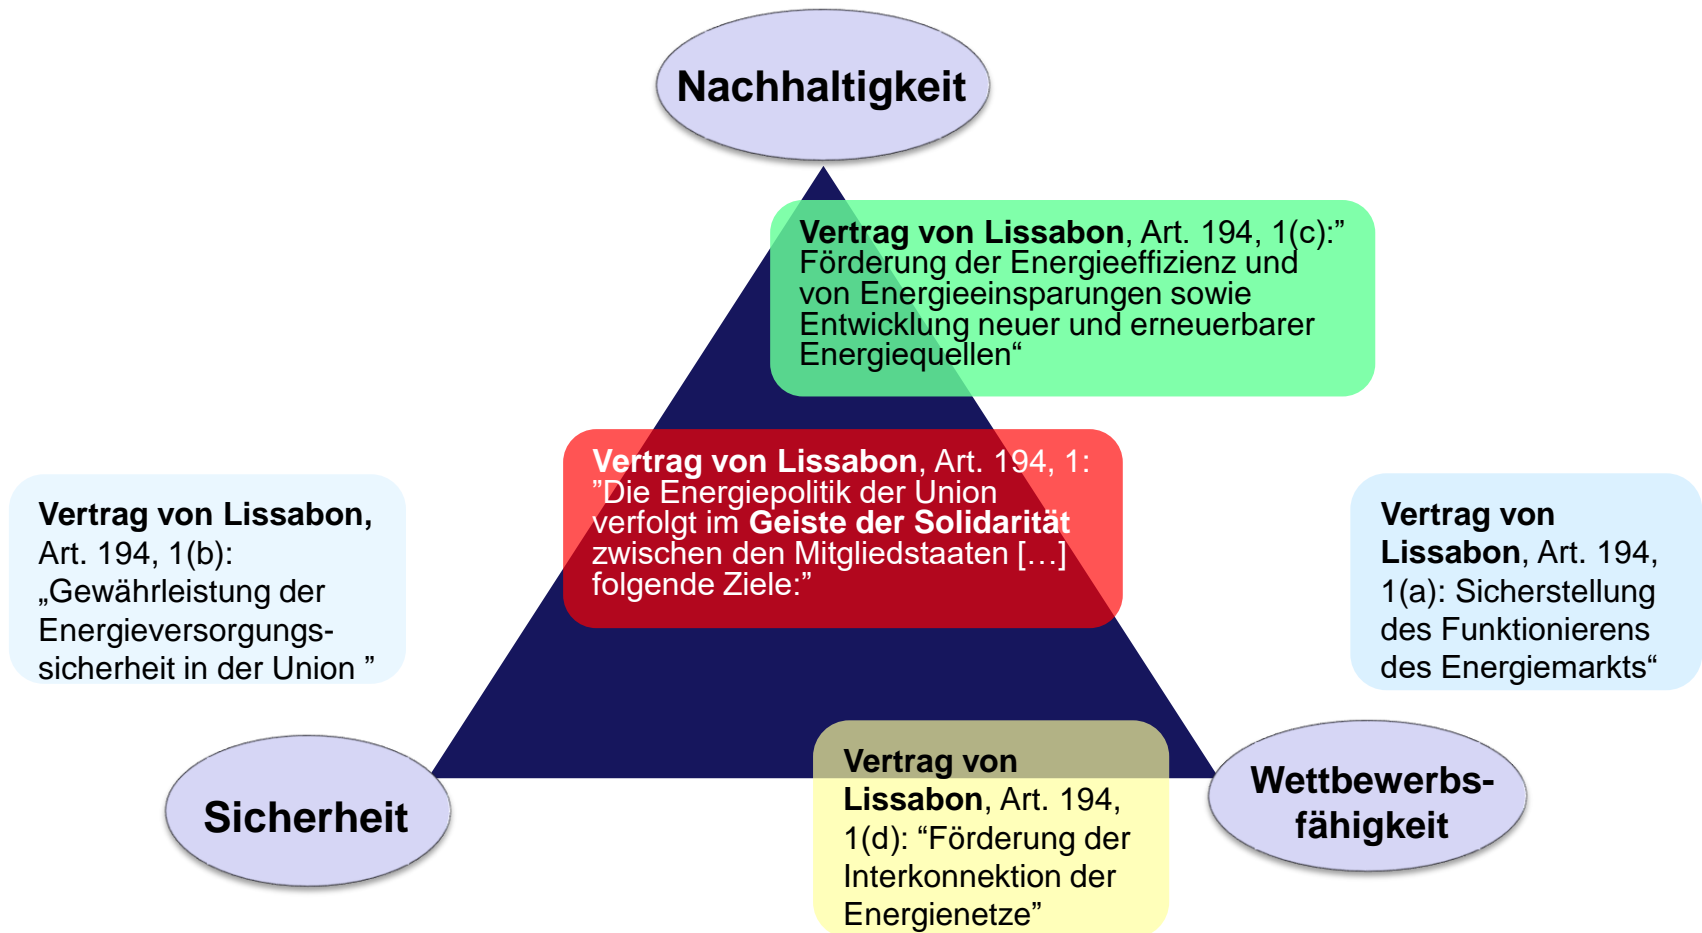 Nachhaltigkeit
Vertrag von Lissabon, Art. 194, 1(c):”
Förderung der Energieeffizienz und
von Energieeinsparungen sowie
Entwicklung neuer und erneuerbarer
Energiequellen“
Vertrag von Lissabon, Art. 194, 1:
”Die Energiepolitik der Union
verfolgt im Geiste der Solidarität
zwischen den Mitgliedstaaten […]
folgende Ziele:”
Vertrag von Lissabon,
Art. 194, 1(b):
„Gewährleistung der
Energieversorgungs-
sicherheit in der Union ”
Vertrag von
Lissabon, Art. 194,
1(a): Sicherstellung
des Funktionierens
des Energiemarkts“
Sicherheit
Vertrag von
Lissabon, Art. 194,
1(d): “Förderung der
Interkonnektion der
Energienetze”
Wettbewerbs-
fähigkeit